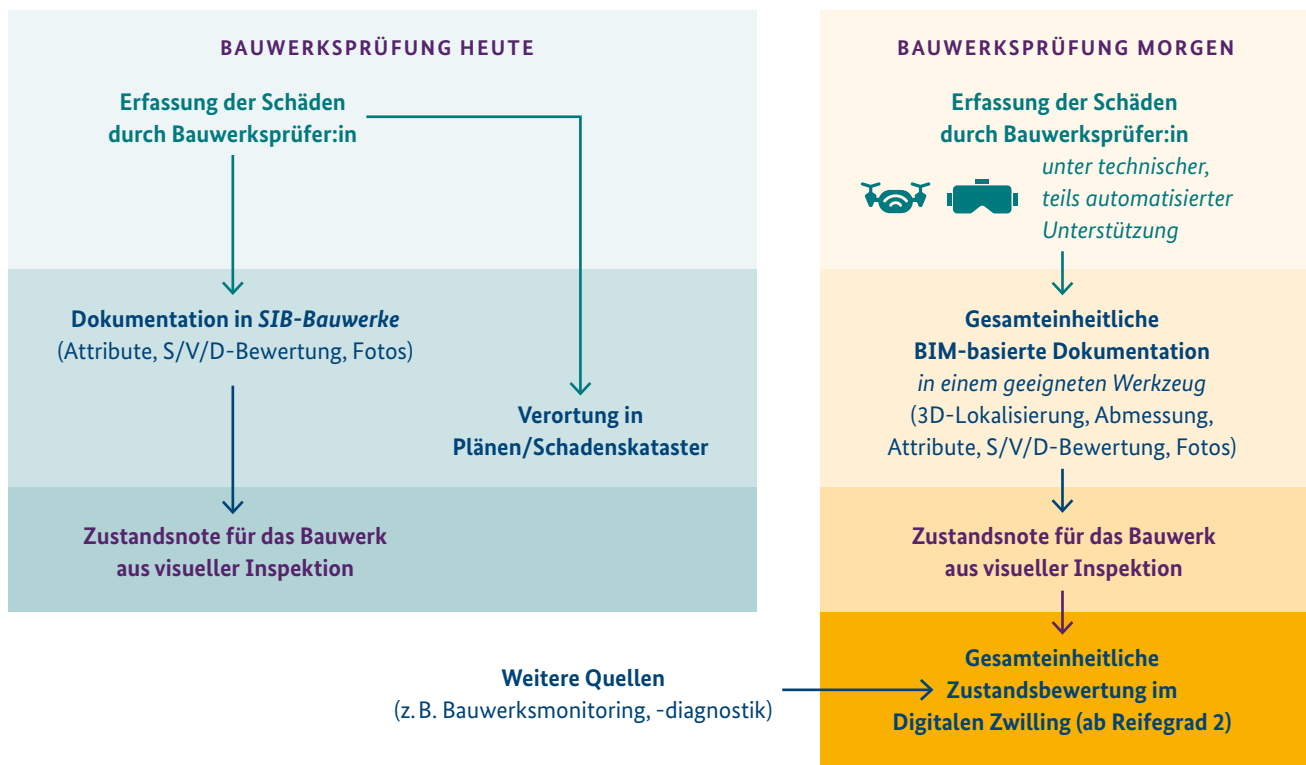 BAUWERKSPRÜFUNG HEUTE
Erfassung der Schäden
durch Bauwerksprüfer:in
Dokumentation in SIB-Bauwerke
(Attribute, S/V/D-Bewertung, Fotos)
Verortung in
Plänen/Schadenskataster
Zustandsnote für das Bauwerk
aus visueller Inspektion
BAUWERKSPRÜFUNG MORGEN
Erfassung der Schäden
durch Bauwerksprüfer:in
unter technischer,
teils automatisierter
Unterstützung
Gesamteinheitliche
BIM-basierte Dokumentation
in einem geeigneten Werkzeug
(3D-Lokalisierung, Abmessung,
Attribute, S/V/D-Bewertung, Fotos)
Zustandsnote für das Bauwerk
aus visueller Inspektion
Weitere Quellen
(z. B. Bauwerksmonitoring, -diagnostik)
Gesamteinheitliche
Zustandsbewertung im
Digitalen Zwilling (ab Reifegrad 2)